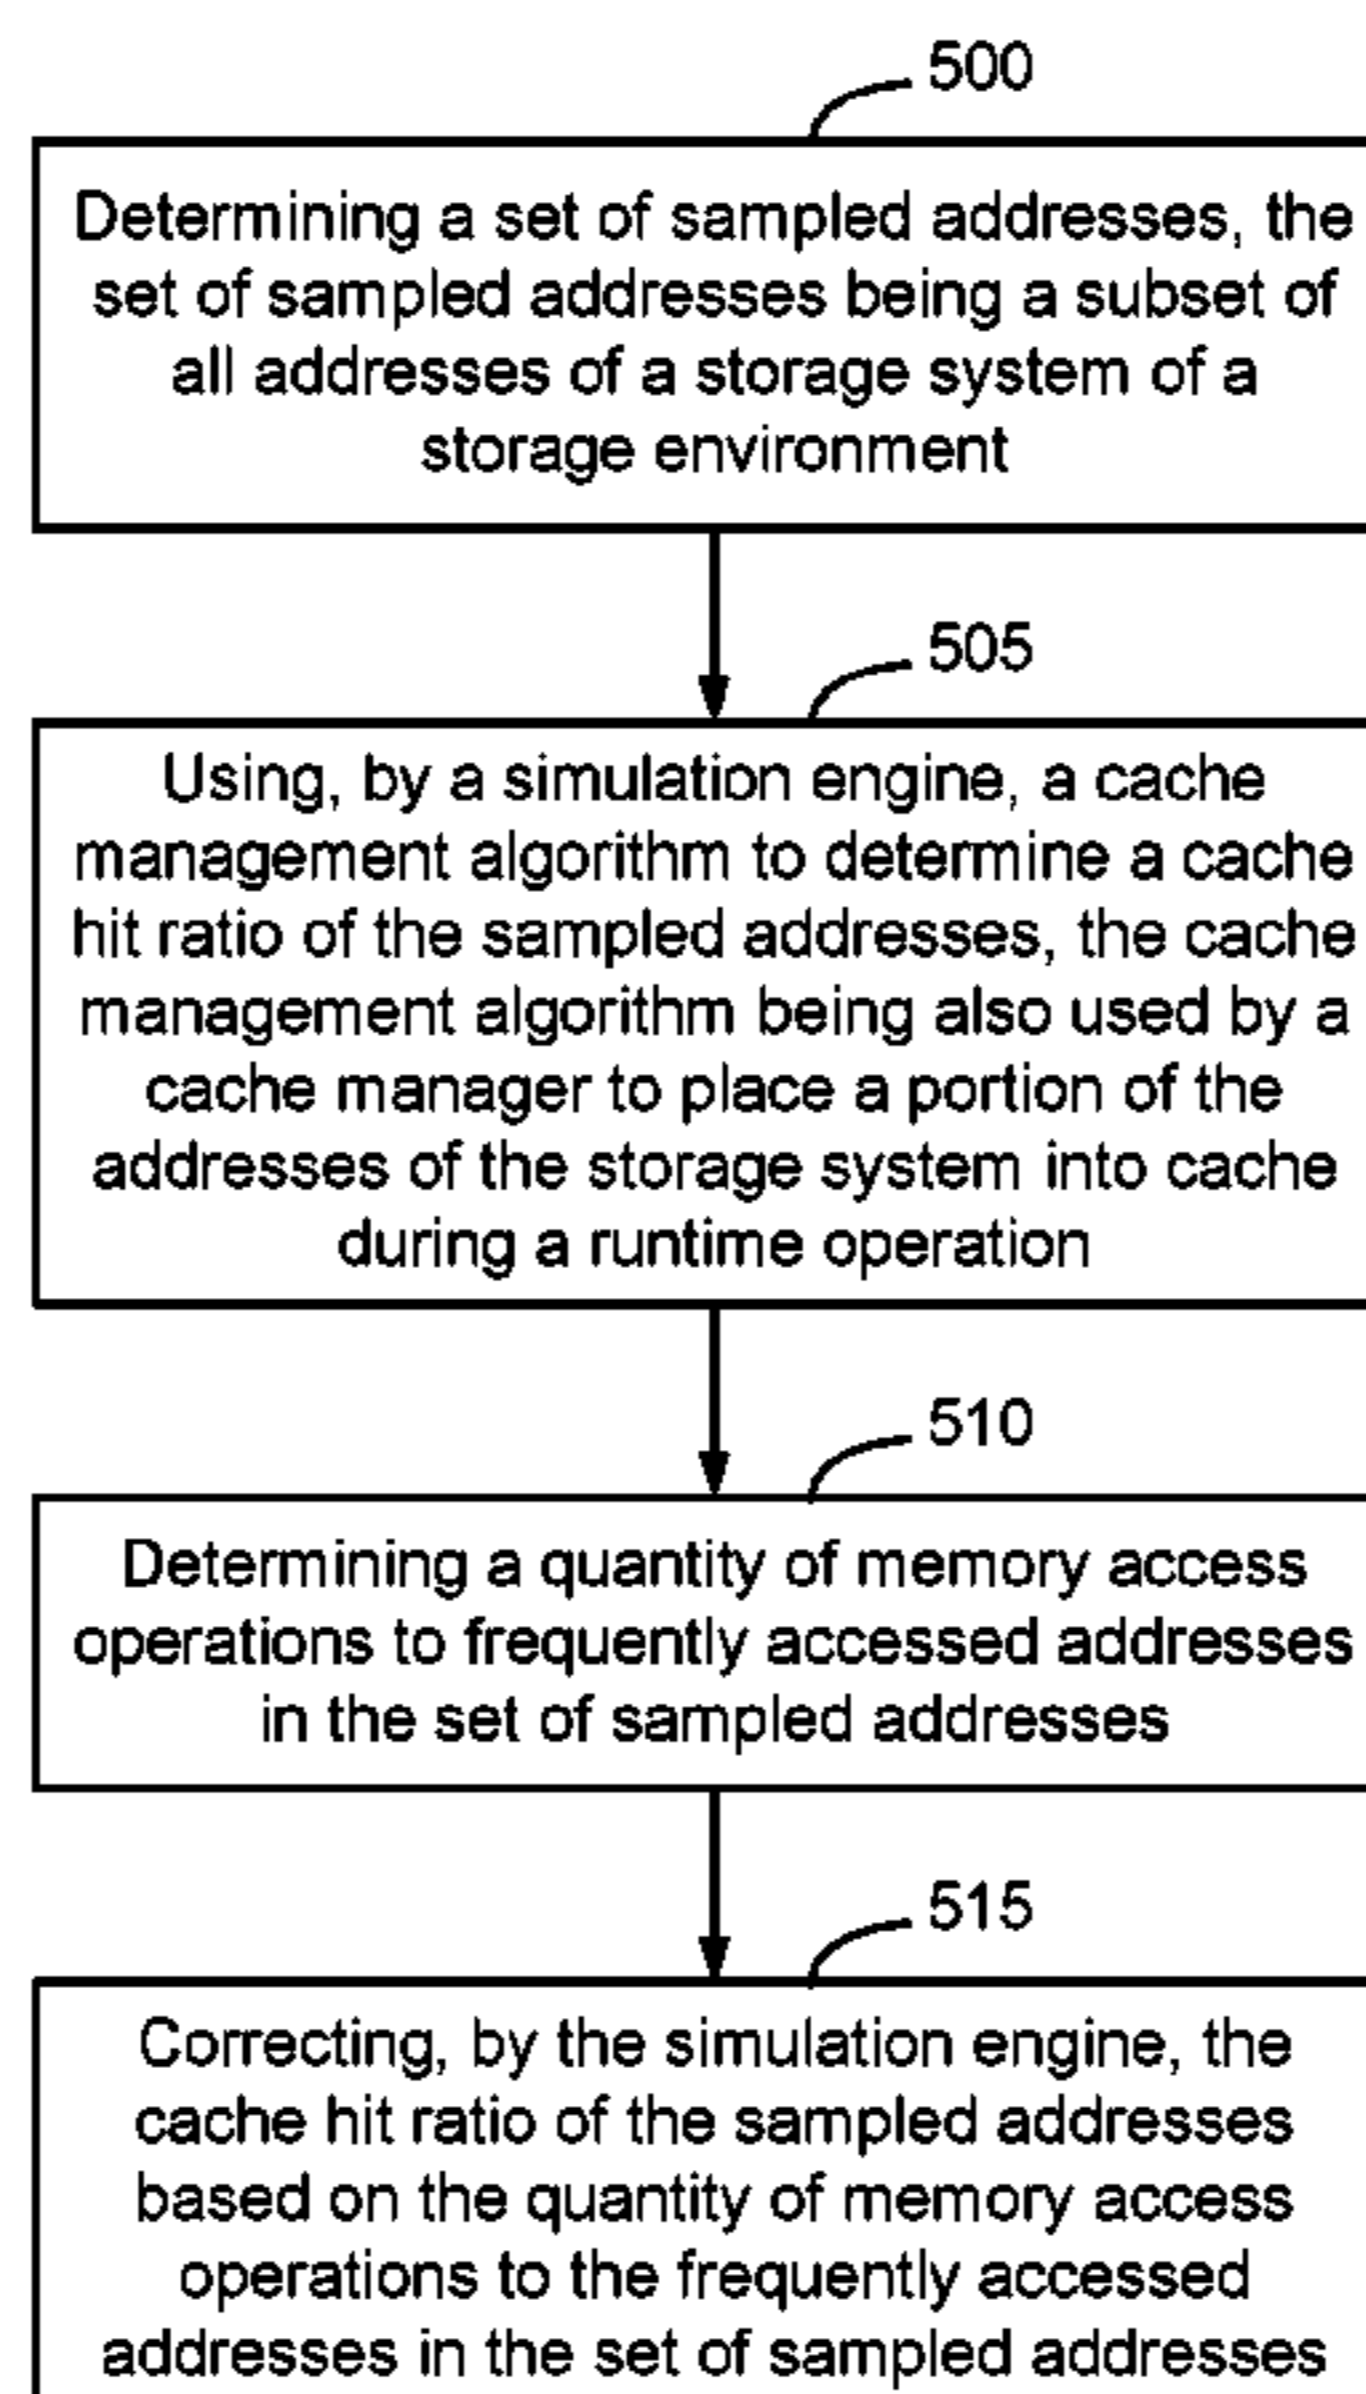 500
Determining a set of sampled addresses, the
set of sampled addresses being a subset of
all addresses of a storage system of a
storage environment
505
Using, by a simulation engine, a cache
management algorithm to determine a cache
hit ratio of the sampled addresses, the cache
management algorithm being also used by a
cache manager to place a portion of the
addresses of the storage system into cache
during a runtime operation
510
Determining a quantity of memory access
operations to frequently accessed addresses
in the set of sampled addresses
515
Correcting, by the simulation engine, the
cache hit ratio of the sampled addresses
based on the quantity of memory access
operations to the frequently accessed
addresses in the set of sampled addresses